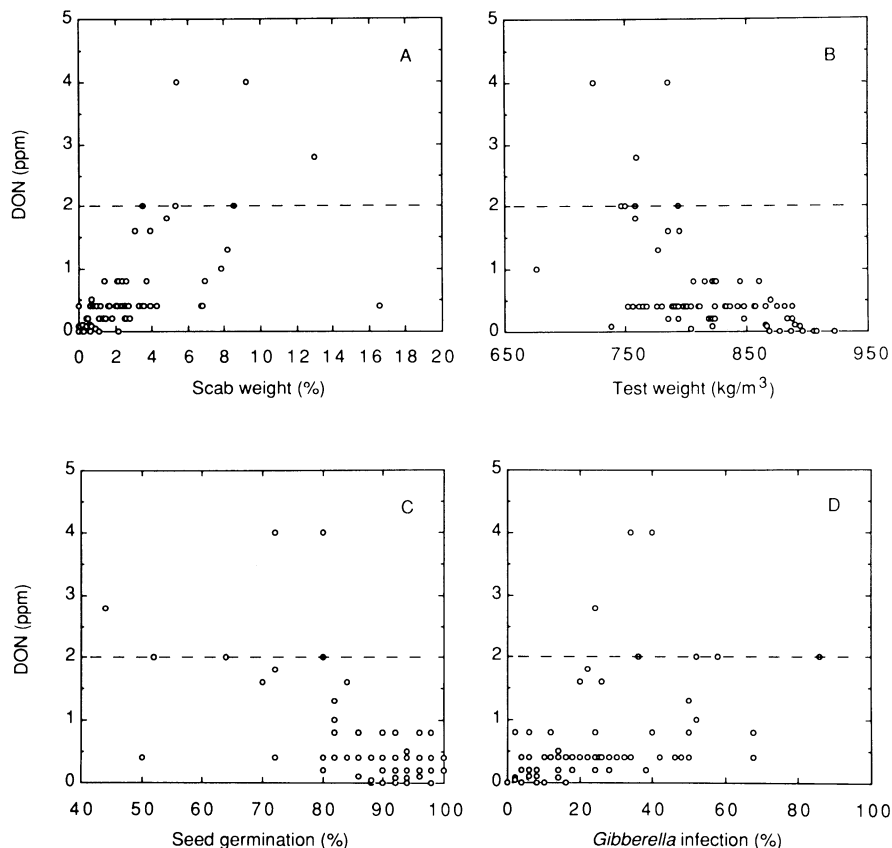 5
4
3
2
1
0
DON (ppm)
A
0 2 4 6 8 10 12 14 16 18 20
Scab weight (%)
5
4
3
2
1
0
B
650 750 850 950
Test weight (kg/m³)
5
4
3
2
1
0
DON (ppm)
C
40 50 60 70 80 90 100
Seed germination (%)
5
4
3
2
1
0
D
0 20 40 60 80 100
Gibberella infection (%)